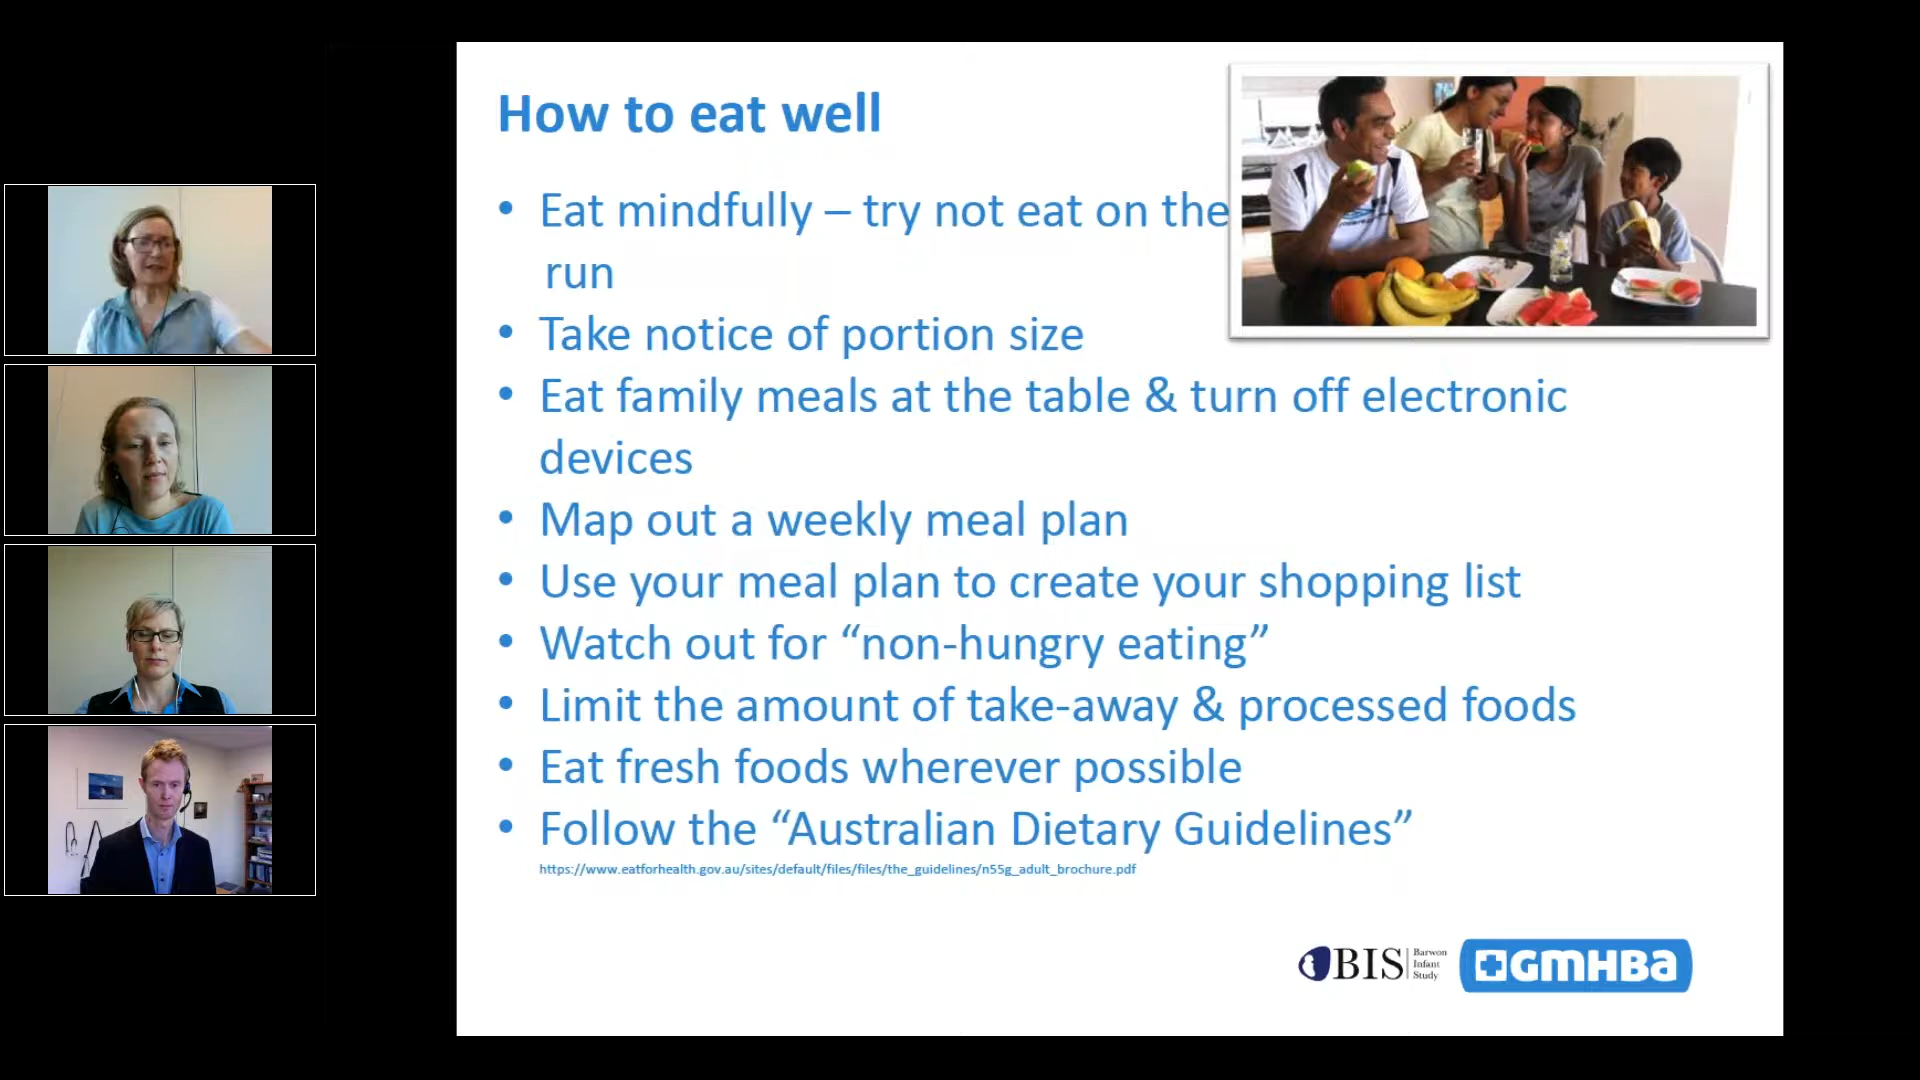 How to eat well
• Eat mindfully – try not eat on the
run
• Take notice of portion size
• Eat family meals at the table & turn off electronic
devices
• Map out a weekly meal plan
• Use your meal plan to create your shopping list
• Watch out for “non-hungry eating”
• Limit the amount of take-away & processed foods
• Eat fresh foods wherever possible
• Follow the “Australian Dietary Guidelines”
https://www.eatforhealth.gov.au/sites/default/files/files/the_guidelines/n55g_adult_brochure.pdf
BIS
Barwon
Infant
Study
GMHBa